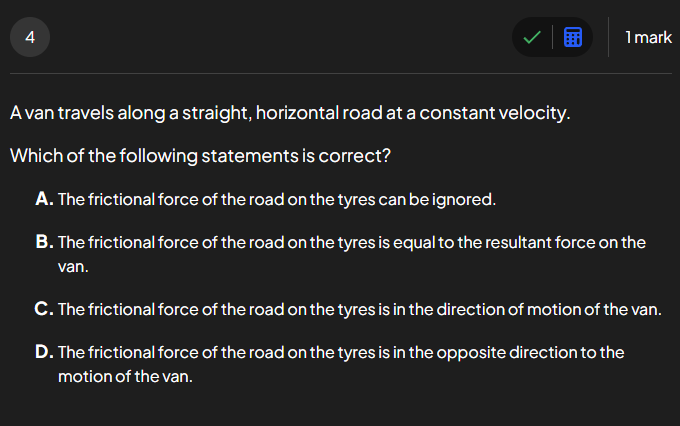 4
1 mark
A van travels along a straight, horizontal road at a constant velocity.
Which of the following statements is correct?
A. The frictional force of the road on the tyres can be ignored.
B. The frictional force of the road on the tyres is equal to the resultant force on the
van.
C. The frictional force of the road on the tyres is in the direction of motion of the van.
D. The frictional force of the road on the tyres is in the opposite direction to the
motion of the van.